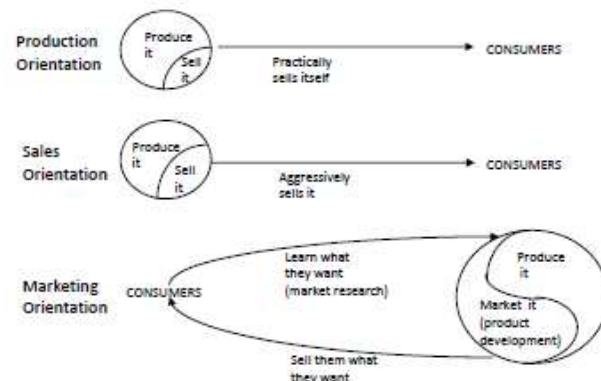 Production
Orientation
Produce
it
Sell
it
Practically
sells itself
CONSUMERS
Sales
Orientation
Produce
it
Sell
it
Aggressively
sells it
CONSUMERS
Marketing
Orientation
CONSUMERS
Learn what
they want
(market research)
Produce
it
Market it
(product
development)
Sell them what
they want